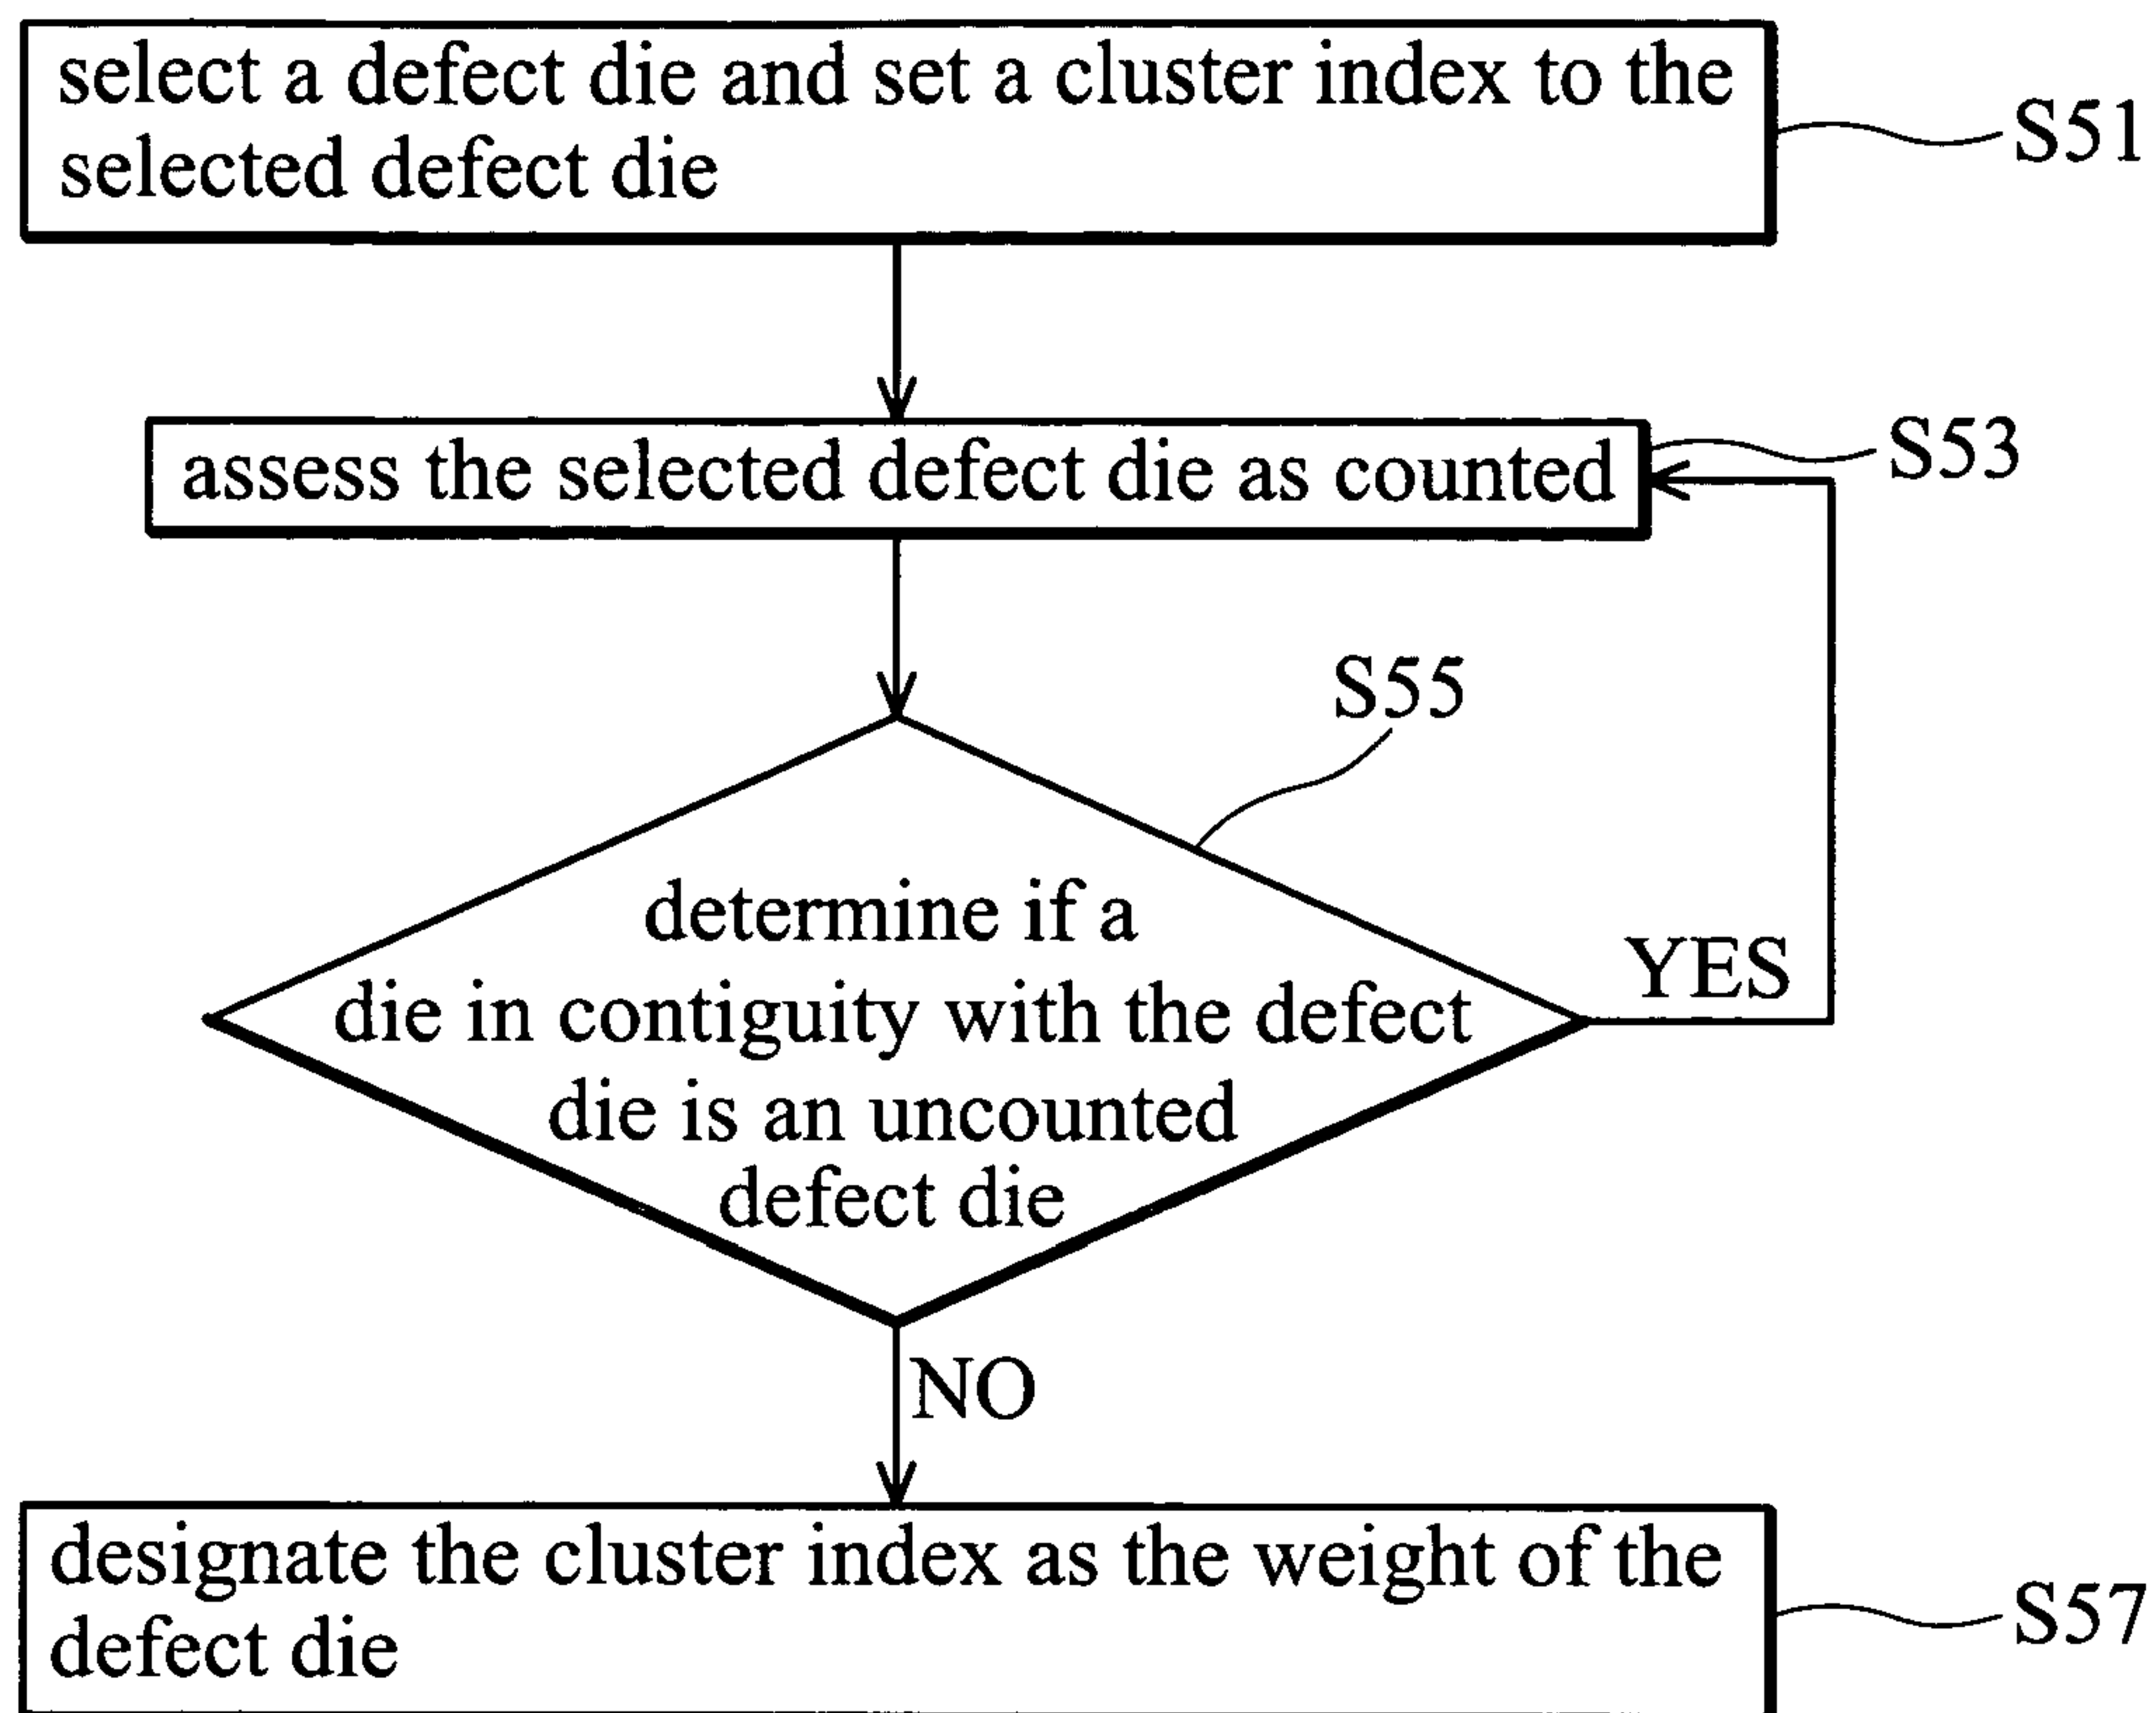 select a defect die and set a cluster index to the
selected defect die
S51
assess the selected defect die as counted
S53
S55
determine if a
die in contiguity with the defect
die is an uncounted
defect die
YES
NO
designate the cluster index as the weight of the
defect die
S57